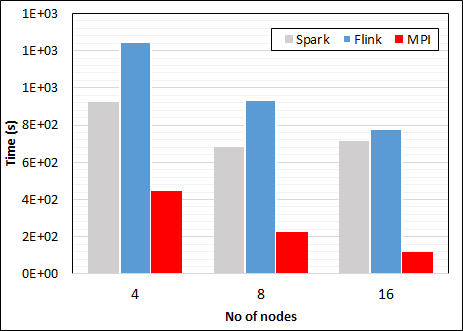 1E+03
Spark Flink MPI
1E+03
1E+03
8E+02
6E+02
4E+02
2E+02
0E+00
Time (s)
4 8 16
No of nodes